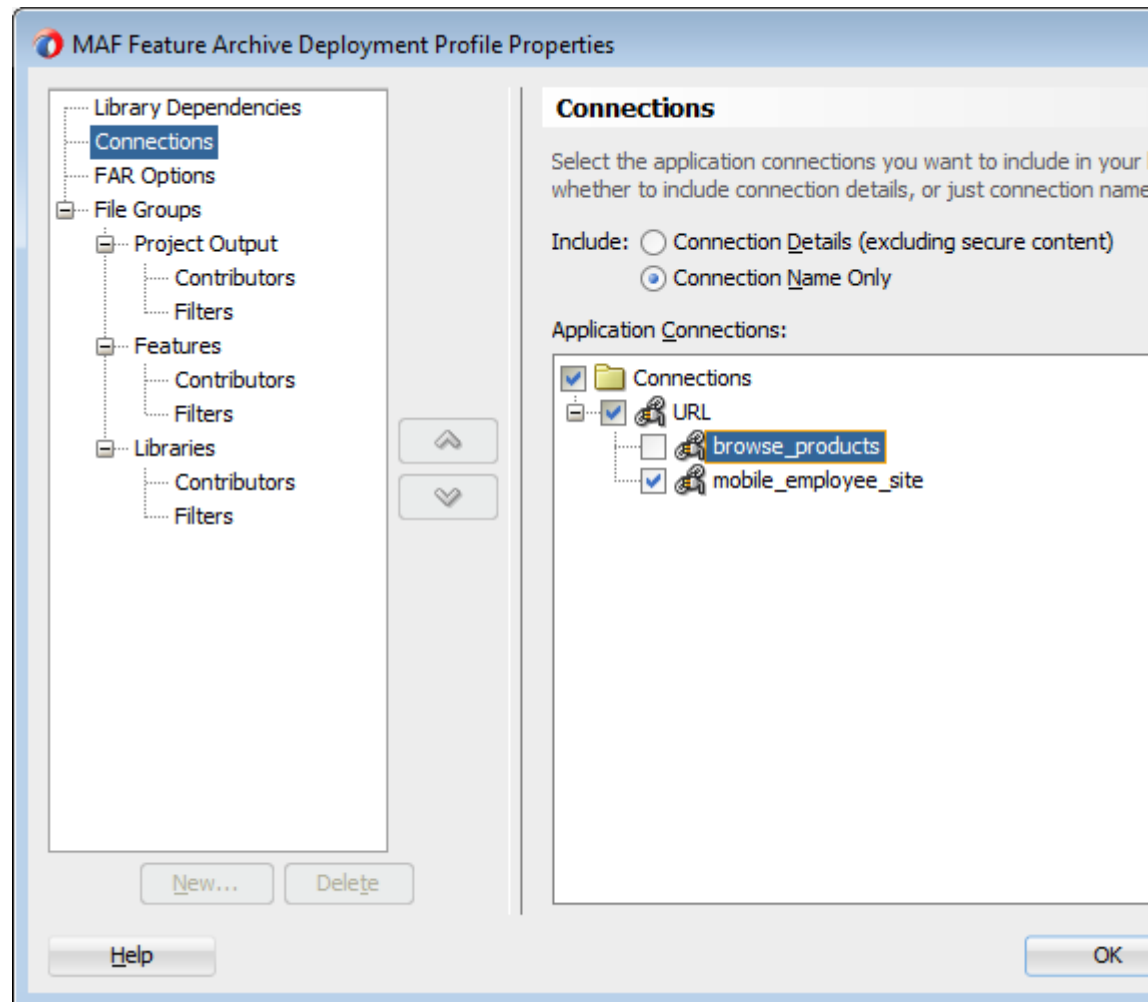 MAF Feature Archive Deployment Profile Properties
Library Dependencies
Connections
FAR Options
File Groups
Project Output
Contributors
Filters
Features
Contributors
Filters
Libraries
Contributors
Filters
New...
Delete
Help
Connections
Select the application connections you want to include in your
whether to include connection details, or just connection name
Include: Connection Details (excluding secure content)
Connection Name Only
Application Connections:
Connections
URL
browse_products
mobile_employee_site
OK